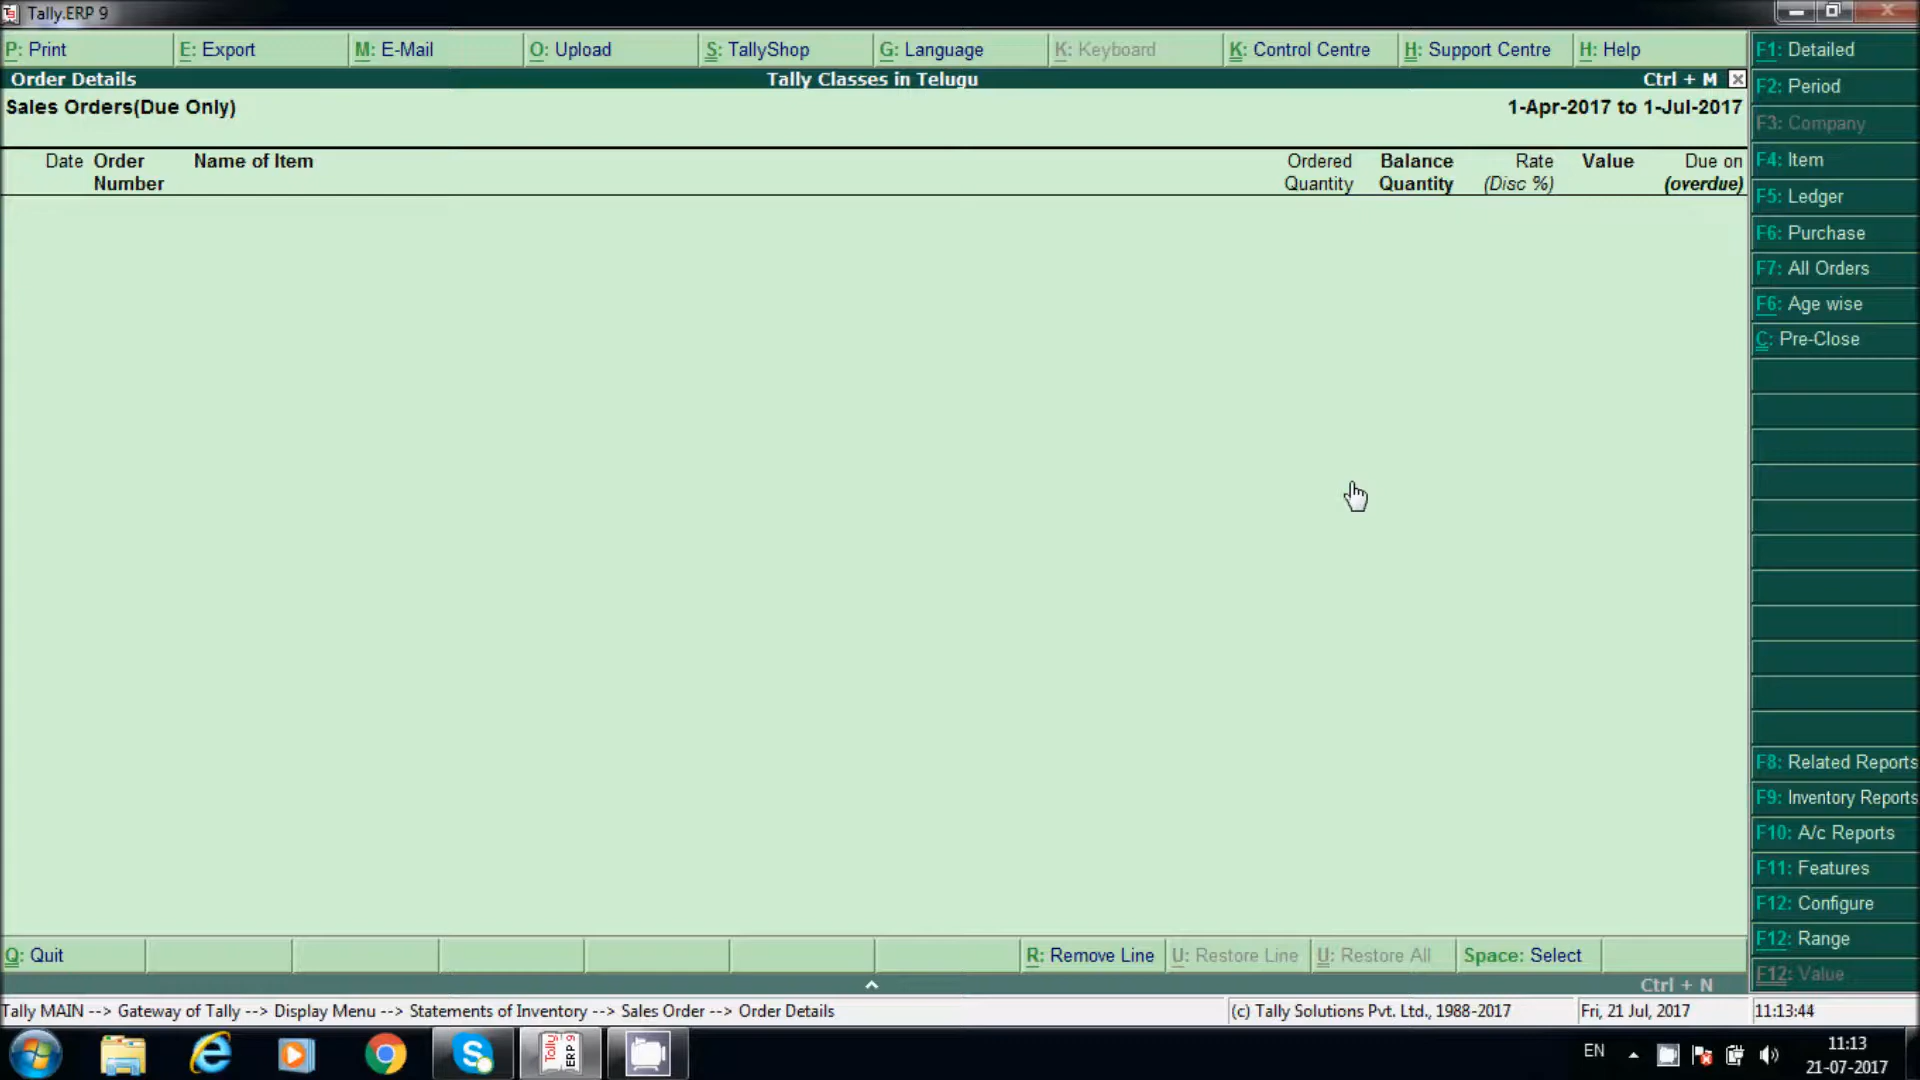 Tally.ERP 9
P: Print E: Export M: E-Mail O: Upload S: TallyShop G: Language K: Keyboard K: Control Centre H: Support Centre H: Help
Order Details Tally Classes in Telugu Ctrl + M
Sales Orders(Due Only) 1-Apr-2017 to 1-Jul-2017
Date Order Name of Item Ordered Balance Rate Value Due on
Number Quantity Quantity (Disc %) (overdue)
F1: Detailed
F2: Period
F3: Company
F4: Item
F5: Ledger
F6: Purchase
F7: All Orders
F6: Age wise
C: Pre-Close
F8: Related Reports
F9: Inventory Reports
F10: A/c Reports
F11: Features
F12: Configure
F12: Range
F12: Value
Q: Quit R: Remove Line U: Restore Line U: Restore All Space: Select
Ctrl + N
Tally MAIN --> Gateway of Tally --> Display Menu --> Statements of Inventory --> Sales Order --> Order Details (c) Tally Solutions Pvt. Ltd., 1988-2017 Fri, 21 Jul, 2017 11:13:44
Tally ERP 9
EN 11:13
21-07-2017